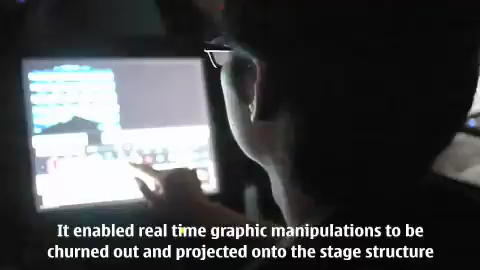 It enabled real time graphic manipulations to be
churned out and projected onto the stage structure